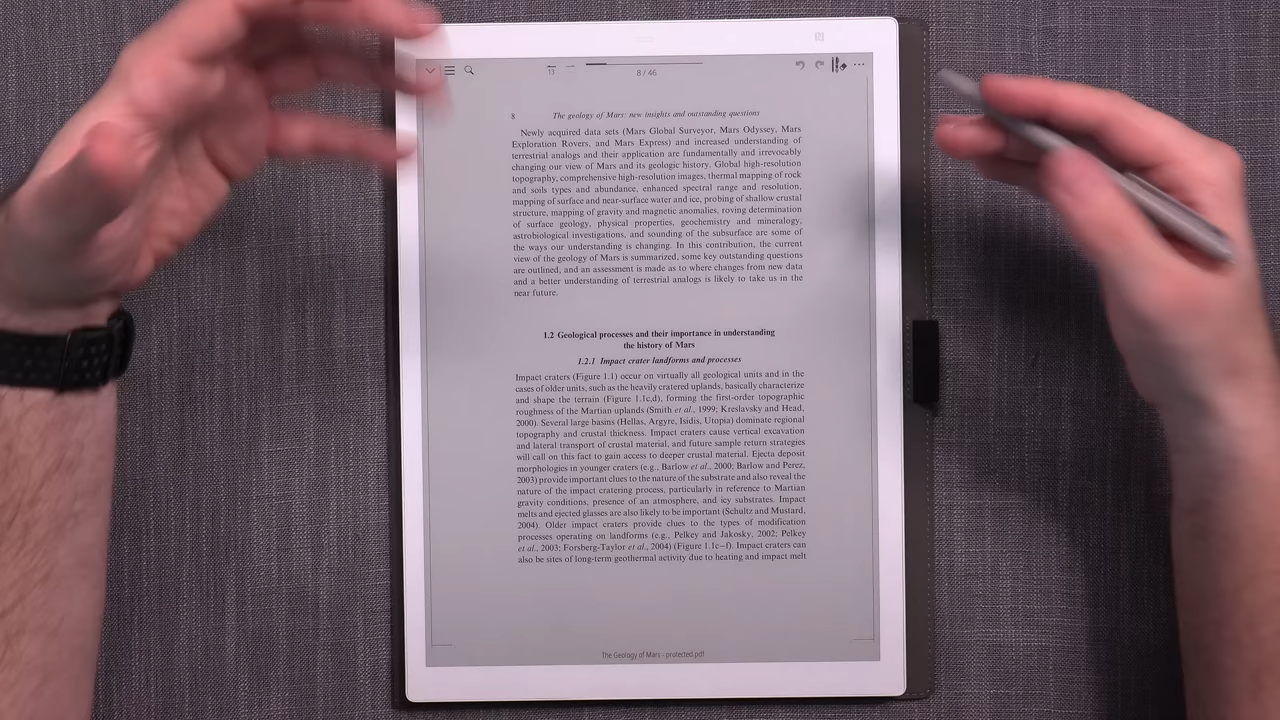 13
8 / 46
8 The geology of Mars: new insights and outstanding questions
Newly acquired data sets (Mars Global Surveyor, Mars Odyssey, Mars
Exploration Rovers, and Mars Express) and increased understanding of
terrestrial analogs and their application are fundamentally and irrevocably
changing our view of Mars and its geologic history. Global high-resolution
topography, comprehensive high-resolution images, thermal mapping of rock
and soils types and abundance, enhanced spectral range and resolution,
mapping of surface and near-surface water and ice, probing of shallow crustal
structure, mapping of gravity and magnetic anomalies, roving determination
of surface geology, physical properties, geochemistry and mineralogy,
astrobiological investigations, and sounding of the subsurface are some of
the ways our understanding is changing. In this contribution, the current
view of the geology of Mars is summarized, some key outstanding questions
are outlined, and an assessment is made as to where changes from new data
and a better understanding of terrestrial analogs is likely to take us in the
near future.
1.2 Geological processes and their importance in understanding
the history of Mars
1.2.1 Impact crater landforms and processes
Impact craters (Figure 1.1) occur on virtually all geological units and in the
cases of older units, such as the heavily cratered uplands, basically characterize
and shape the terrain (Figure 1.1c,d), forming the first-order topographic
roughness of the Martian uplands (Smith et al., 1999; Kreslavsky and Head,
2000). Several large basins (Hellas, Argyre, Isidis, Utopia) dominate regional
topography and crustal thickness. Impact craters cause vertical excavation
and lateral transport of crustal material, and future sample return strategies
will call on this fact to gain access to deeper crustal material. Ejecta deposit
morphologies in younger craters (e.g., Barlow et al., 2000; Barlow and Perez,
2003) provide important clues to the nature of the substrate and also reveal the
nature of the impact cratering process, particularly in reference to Martian
gravity conditions, presence of an atmosphere, and icy substrates. Impact
melts and ejected glasses are also likely to be important (Schultz and Mustard,
2004). Older impact craters provide clues to the types of modification
processes operating on landforms (e.g., Pelkey and Jakosky, 2002; Pelkey
et al., 2003; Forsberg-Taylor et al., 2004) (Figure 1.1c–f). Impact craters can
also be sites of long-term geothermal activity due to heating and impact melt
The Geology of Mars - protected.pdf